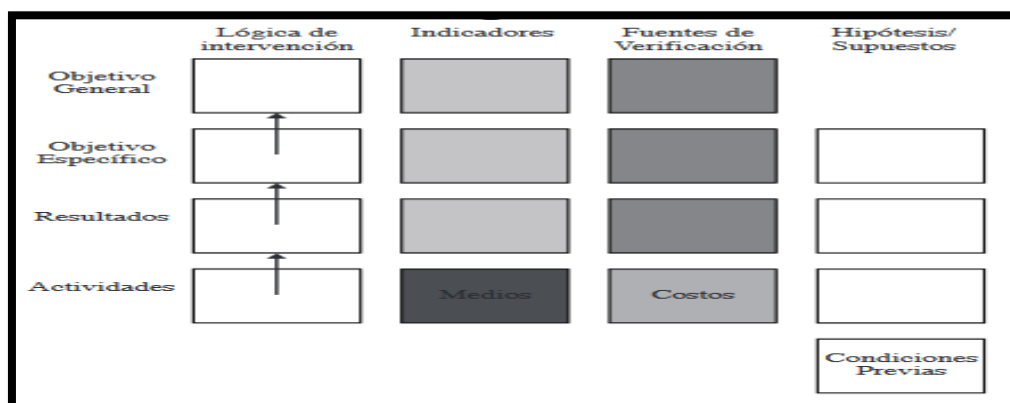 Lógica de
intervención
Indicadores
Fuentes de
Verificación
Hipótesis/
Supuestos
Objetivo
General
Objetivo
Específico
Resultados
Actividades
Medios
Costos
Condiciones
Previas